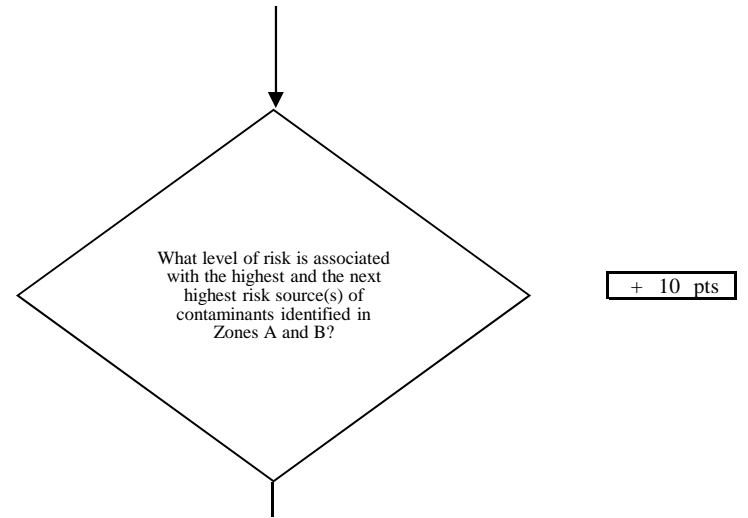 What level of risk is associated
with the highest and the next
highest risk source(s) of
contaminants identified in
Zones A and B?
+ 10 pts